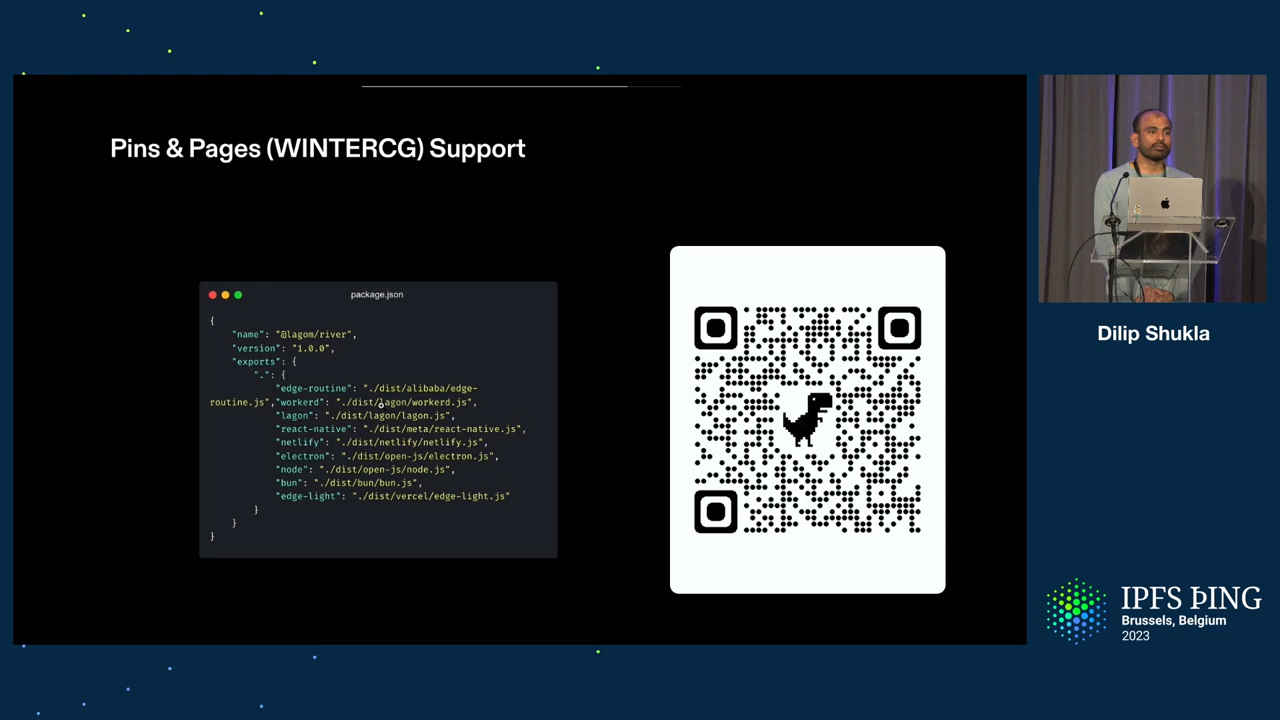 Pins & Pages (WINTERCG) Support
package.json
{
"name": "@lagom/river",
"version": "1.0.0",
"exports": {
".": {
"edge-routine": "./dist/alibaba/edge-
routine.js","workerd": "./dist/lagon/workerd.js",
"lagon": "./dist/lagon/lagon.js",
"react-native": "./dist/meta/react-native.js",
"netlify": "./dist/netlify/netlify.js",
"electron": "./dist/open-js/electron.js",
"node": "./dist/open-js/node.js",
"bun": "./dist/bun/bun.js",
"edge-light": "./dist/vercel/edge-light.js"
}
}
}
Dilip Shukla
IPFS ÞING
Brussels, Belgium
2023